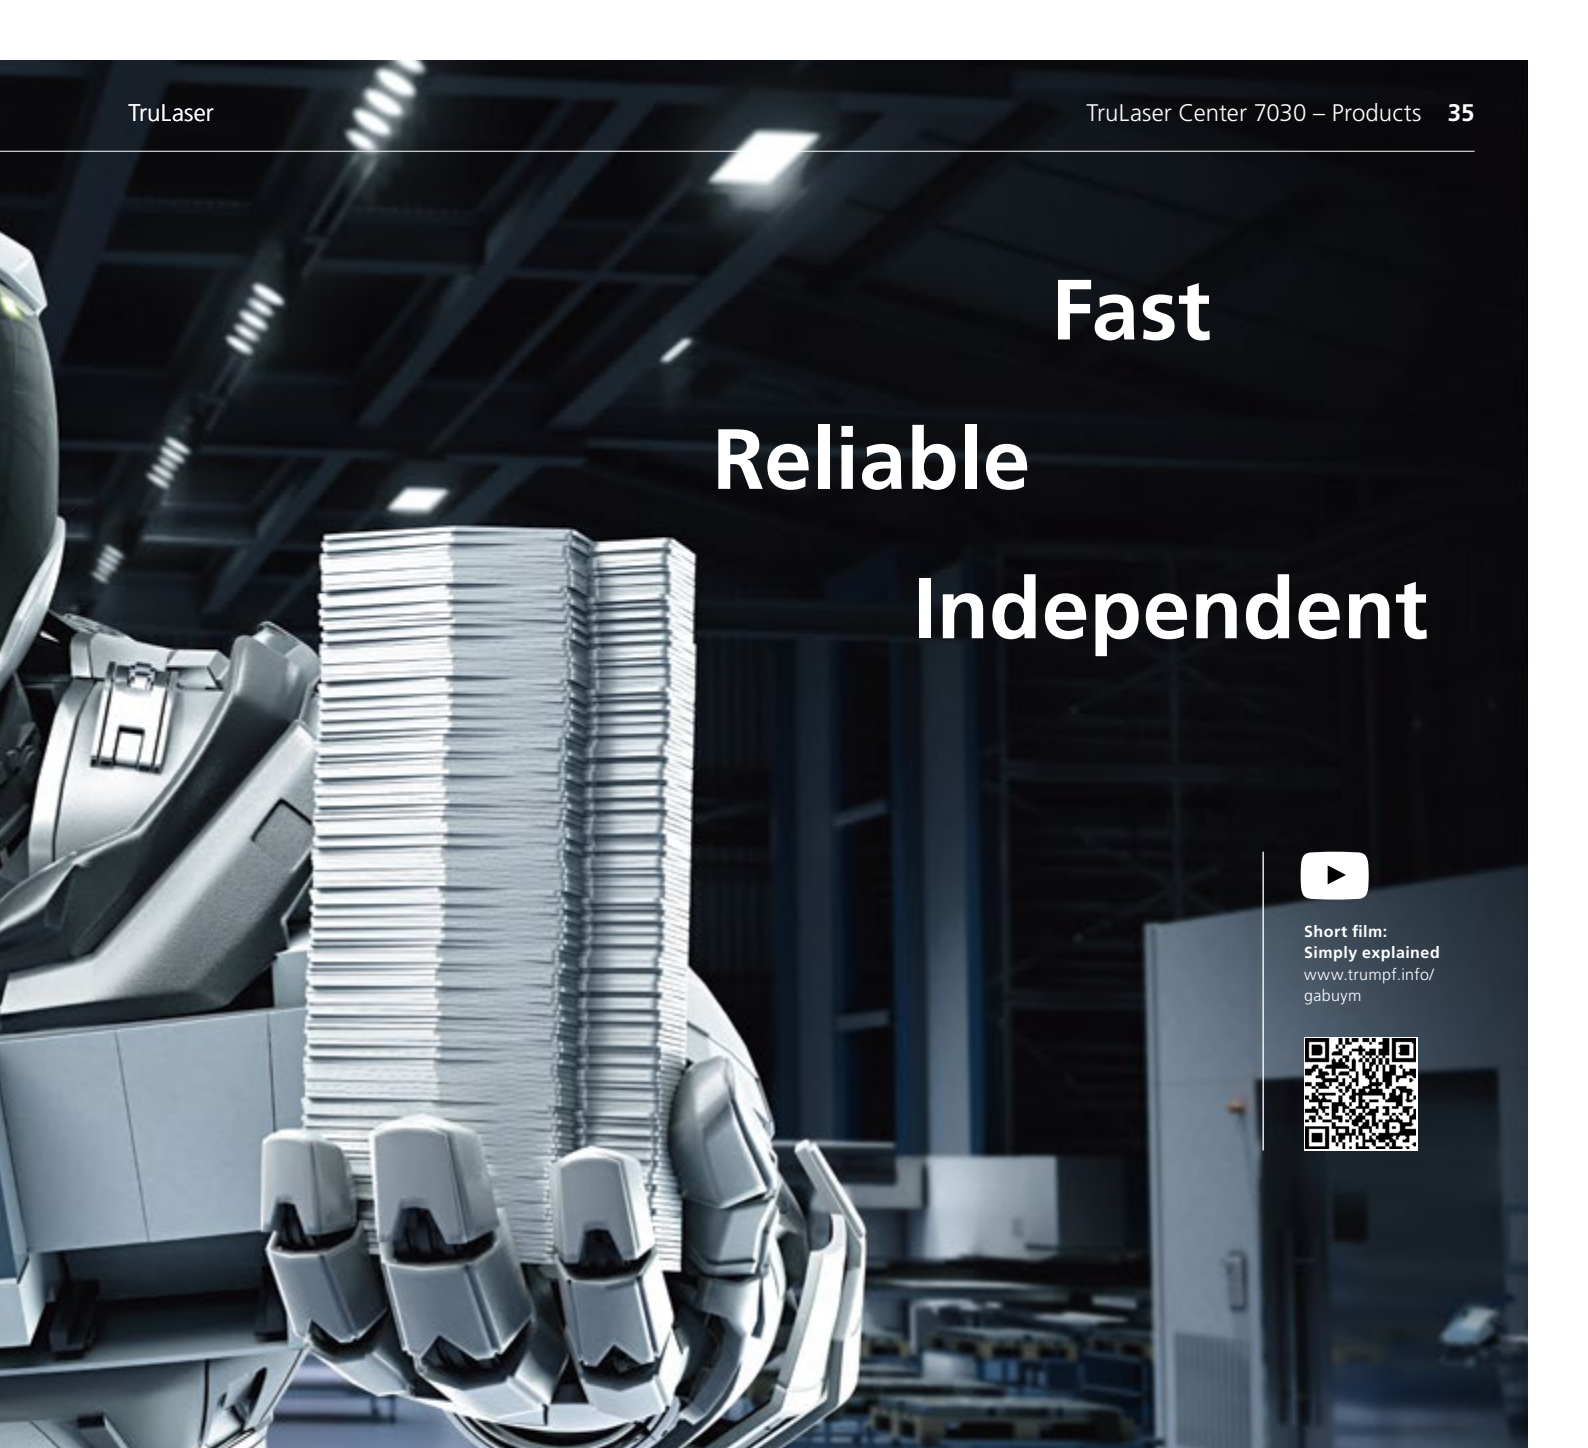 TruLaser
TruLaser Center 7030 – Products 35
Fast
Reliable
Independent
Short film:
Simply explained
www.trumpf.info/
gabuym